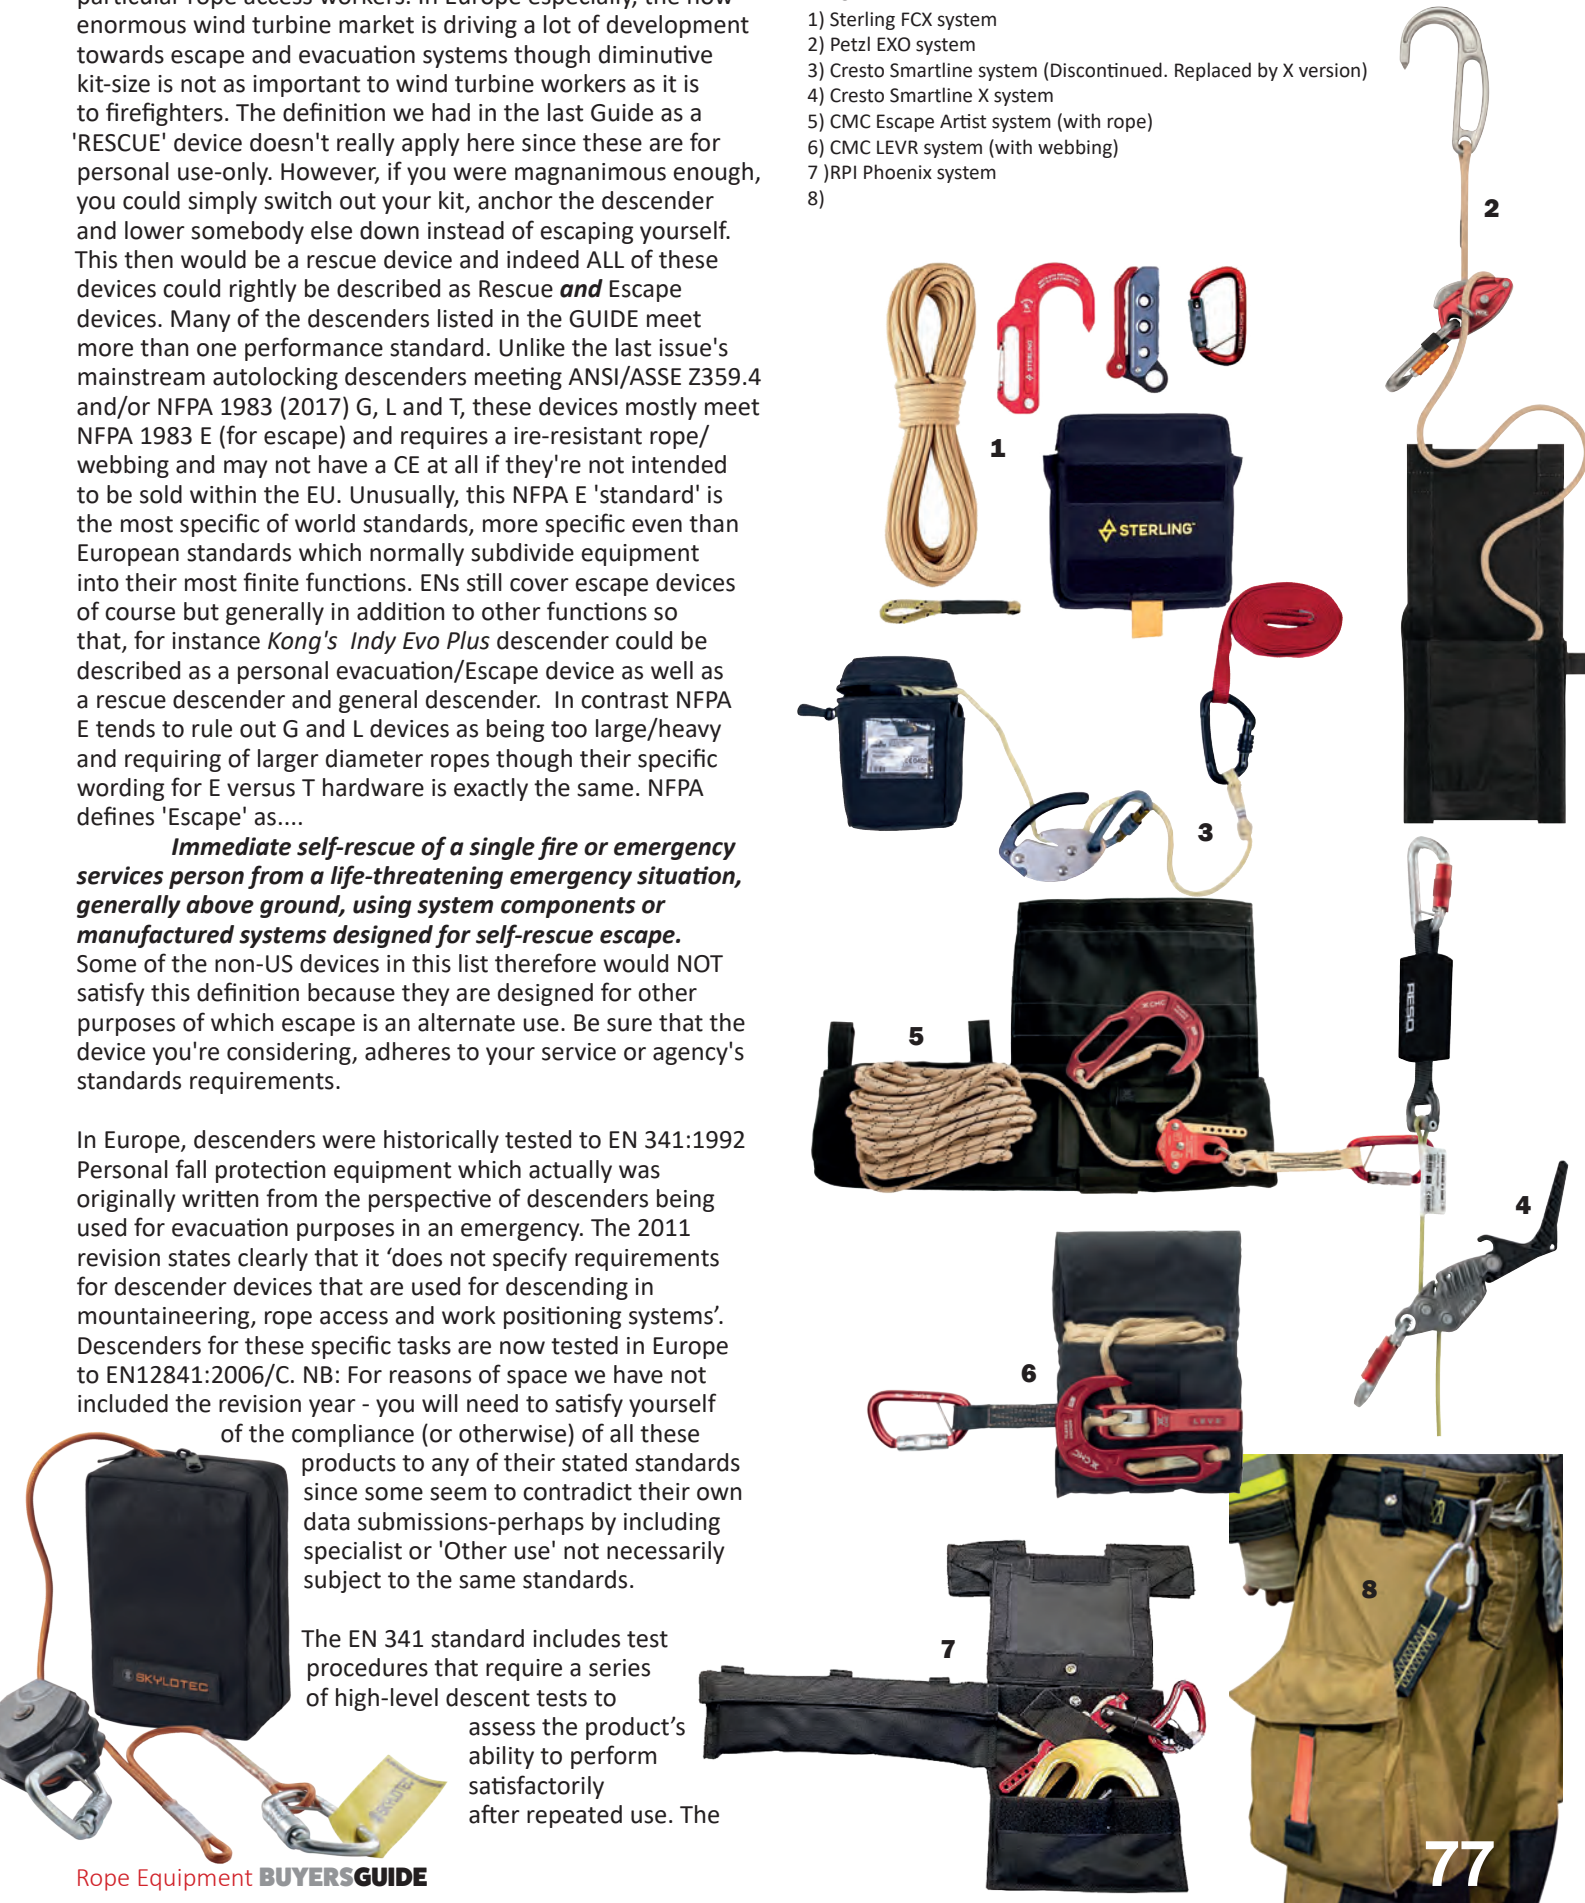 particular rope access workers. In Europe especially, the now
enormous wind turbine market is driving a lot of development
towards escape and evacuation systems though diminutive
kit-size is not as important to wind turbine workers as it is
to firefighters. The definition we had in the last Guide as a
'RESCUE' device doesn't really apply here since these are for
personal use-only. However, if you were magnanimous enough,
you could simply switch out your kit, anchor the descender
and lower somebody else down instead of escaping yourself.
This then would be a rescue device and indeed ALL of these
devices could rightly be described as Rescue and Escape
devices. Many of the descenders listed in the GUIDE meet
more than one performance standard. Unlike the last issue's
mainstream autolocking descenders meeting ANSI/ASSE Z359.4
and/or NFPA 1983 (2017) G, L and T, these devices mostly meet
NFPA 1983 E (for escape) and requires a ire-resistant rope/
webbing and may not have a CE at all if they're not intended
to be sold within the EU. Unusually, this NFPA E 'standard' is
the most specific of world standards, more specific even than
European standards which normally subdivide equipment
into their most finite functions. ENs still cover escape devices
of course but generally in addition to other functions so
that, for instance Kong's  Indy Evo Plus descender could be
described as a personal evacuation/Escape device as well as
a rescue descender and general descender.  In contrast NFPA
E tends to rule out G and L devices as being too large/heavy
and requiring of larger diameter ropes though their specific
wording for E versus T hardware is exactly the same. NFPA
defines 'Escape' as....
Immediate self-rescue of a single fire or emergency
services person from a life-threatening emergency situation,
generally above ground, using system components or
manufactured systems designed for self-rescue escape.
Some of the non-US devices in this list therefore would NOT
satisfy this definition because they are designed for other
purposes of which escape is an alternate use. Be sure that the
device you're considering, adheres to your service or agency's
standards requirements.
In Europe, descenders were historically tested to EN 341:1992
Personal fall protection equipment which actually was
originally written from the perspective of descenders being
used for evacuation purposes in an emergency. The 2011
revision states clearly that it ‘does not specify requirements
for descender devices that are used for descending in
mountaineering, rope access and work positioning systems’.
Descenders for these specific tasks are now tested in Europe
to EN12841:2006/C. NB: For reasons of space we have not
included the revision year - you will need to satisfy yourself
of the compliance (or otherwise) of all these
products to any of their stated standards
since some seem to contradict their own
data submissions-perhaps by including
specialist or 'Other use' not necessarily
subject to the same standards.
The EN 341 standard includes test
procedures that require a series
of high-level descent tests to
assess the product’s
ability to perform
satisfactorily
after repeated use. The
SKYLOTEC
SKYLOTEC
Rope Equipment BUYERSGUIDE
1) Sterling FCX system
2) Petzl EXO system
3) Cresto Smartline system (Discontinued. Replaced by X version)
4) Cresto Smartline X system
5) CMC Escape Artist system (with rope)
6) CMC LEVR system (with webbing)
7 )RPI Phoenix system
8)
2
STERLING
1
STERLING
3
RESQ
CMC
5
4
6
LEVR
CMC
8
7
77